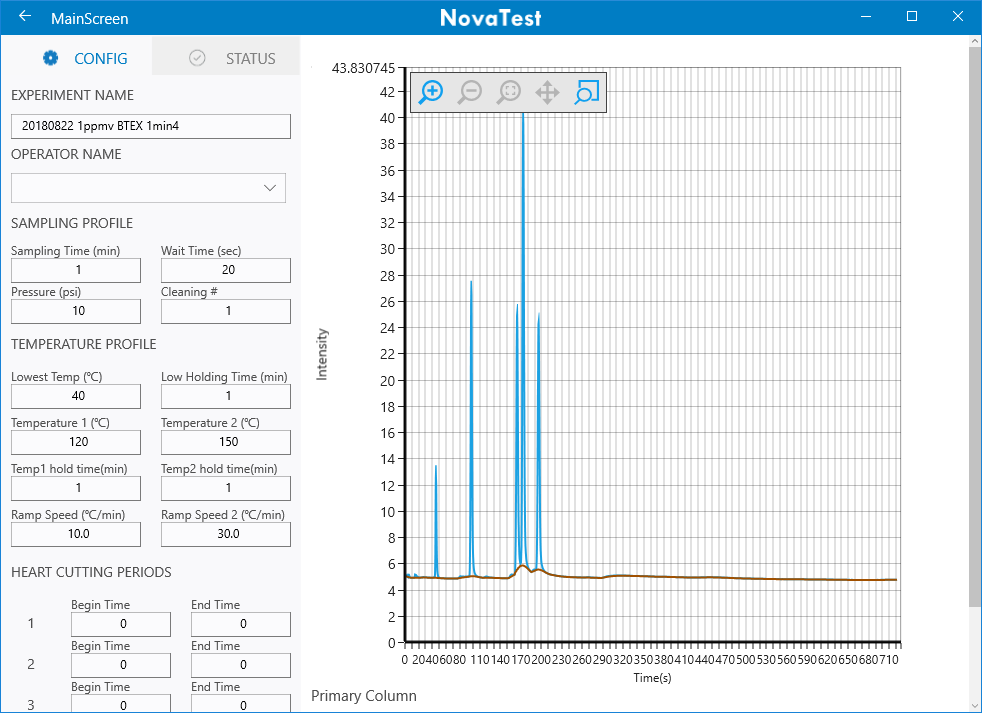 MainScreen
NovaTest
CONFIG
STATUS
EXPERIMENT NAME
20180822 1ppmv BTEX 1min4
OPERATOR NAME
SAMPLING PROFILE
Sampling Time (min)
Wait Time (sec)
1
20
Pressure (psi)
Cleaning #
10
1
TEMPERATURE PROFILE
Lowest Temp (°C)
Low Holding Time (min)
40
1
Temperature 1 (°C)
Temperature 2 (°C)
120
150
Temp1 hold time(min)
Temp2 hold time(min)
1
1
Ramp Speed (°C/min)
Ramp Speed 2 (°C/min)
10.0
30.0
HEART CUTTING PERIODS
Begin Time
End Time
1
0
0
Begin Time
End Time
2
0
0
Begin Time
End Time
3
0
0
43.830745
42
40
38
36
34
32
30
28
26
24
22
20
18
16
14
12
10
8
6
4
2
0
Intensity
0 20406080 110140170200230260290320350380410440470500530560590620650680710
Time(s)
Primary Column